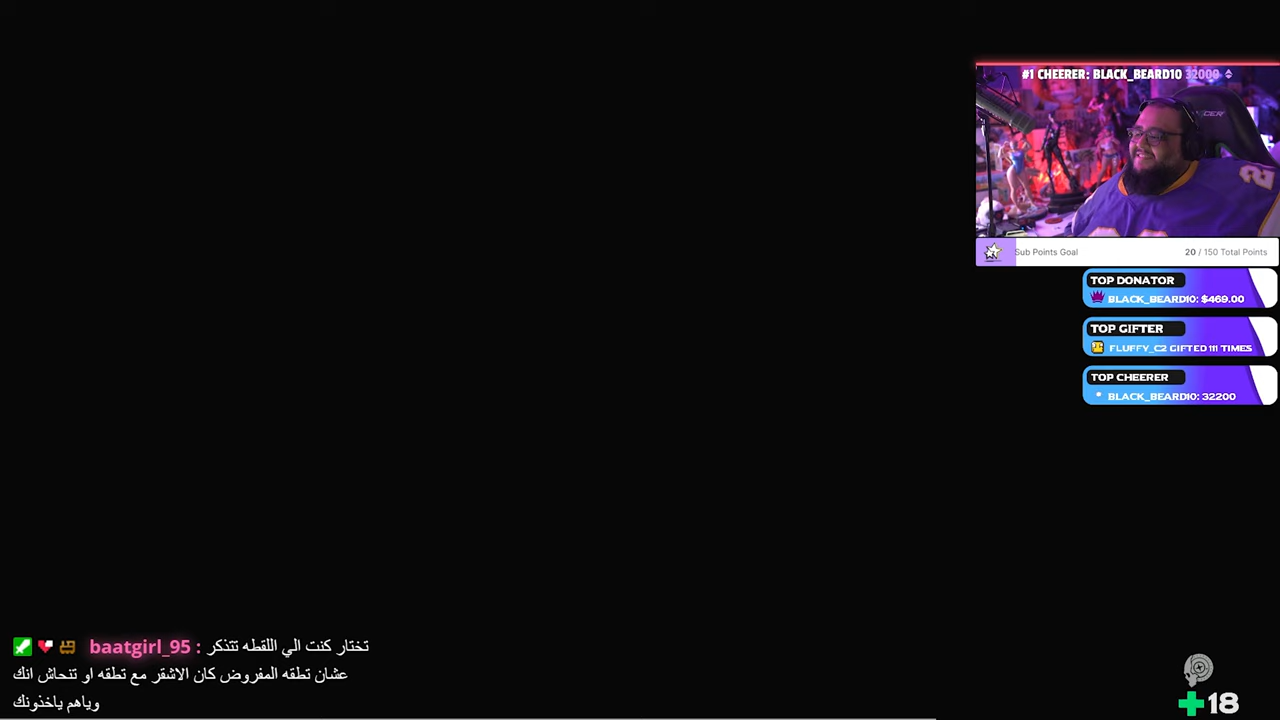 #1 CHEERER: BLACK_BEARD10 32000
Sub Points Goal 20 / 150 Total Points
TOP DONATOR
BLACK_BEARD10: $469.00
TOP GIFTER
FLUFFY_C2 GIFTED 111 TIMES
TOP CHEERER
BLACK_BEARD10: 32200
baatgirl_95 : تختار كنت الي اللقطه تتذكر
عشان تطقه المفروض كان الاشقر مع تطقه او تنحاش انك
وياهم ياخذونك
+18